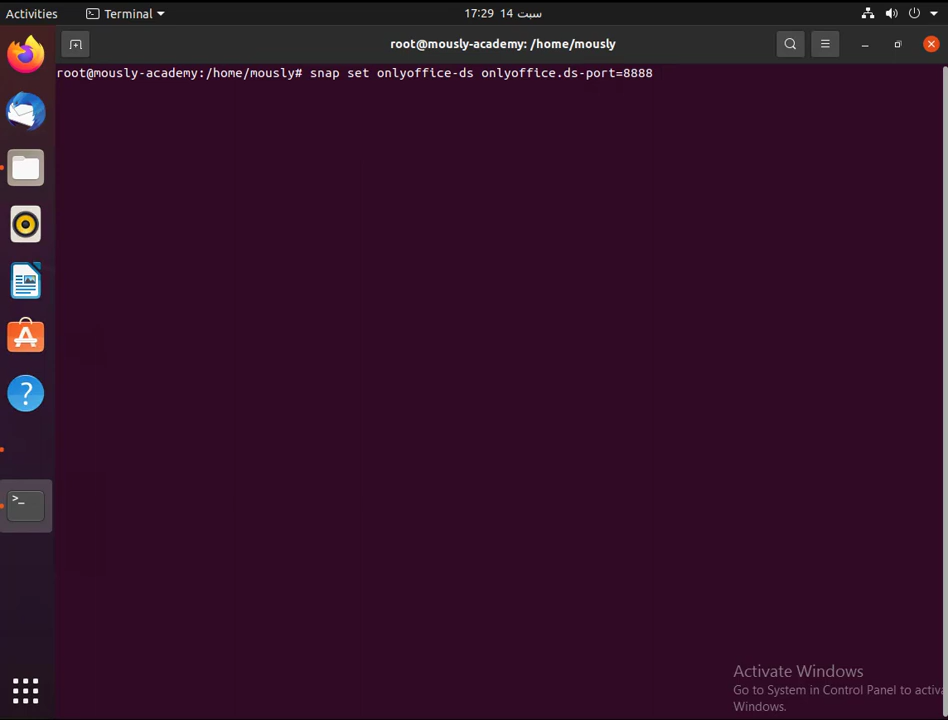 Activities
Terminal
17:29 14 سبت
root@mously-academy: /home/mously
root@mously-academy:/home/mously# snap set onlyoffice-ds onlyoffice.ds-port=8888
Activate Windows
Go to System in Control Panel to activa
Windows.